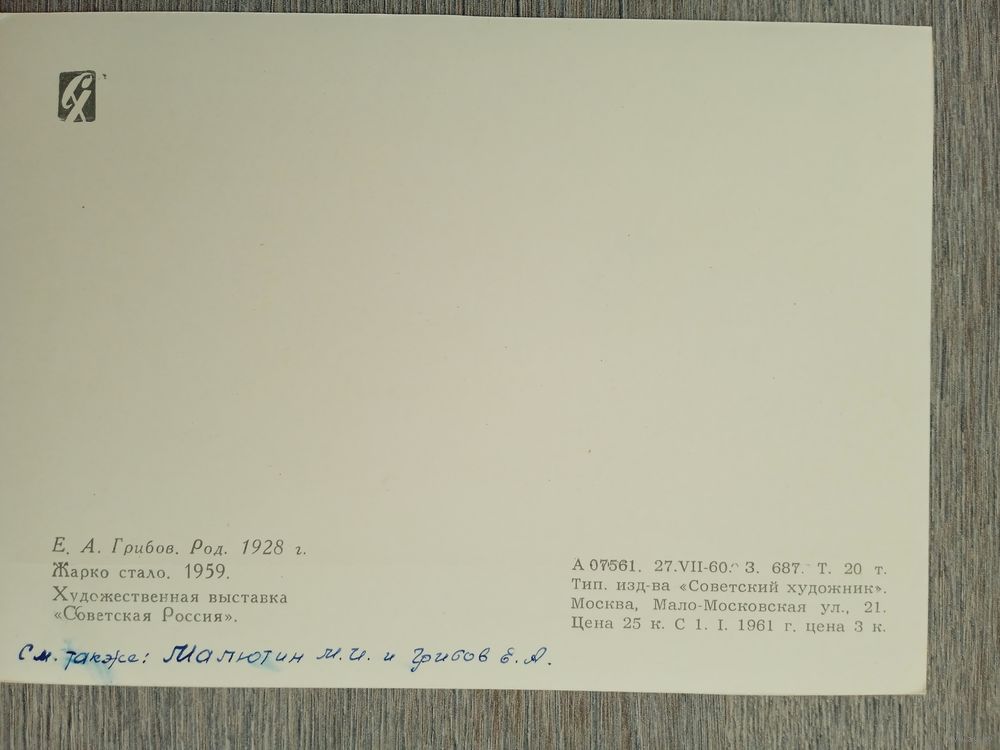 СХ
Е. А. Грибов. Род. 1928 г.
Жарко стало. 1959.
Художественная выставка
«Советская Россия».
А 07561. 27.VII-60. З. 687. Т. 20 т.
Тип. изд-ва «Советский художник».
Москва, Мало-Московская ул., 21.
Цена 25 к. С 1. I. 1961 г. цена 3 к.
См. также: Малютин М.И. и Грибов Е.А.